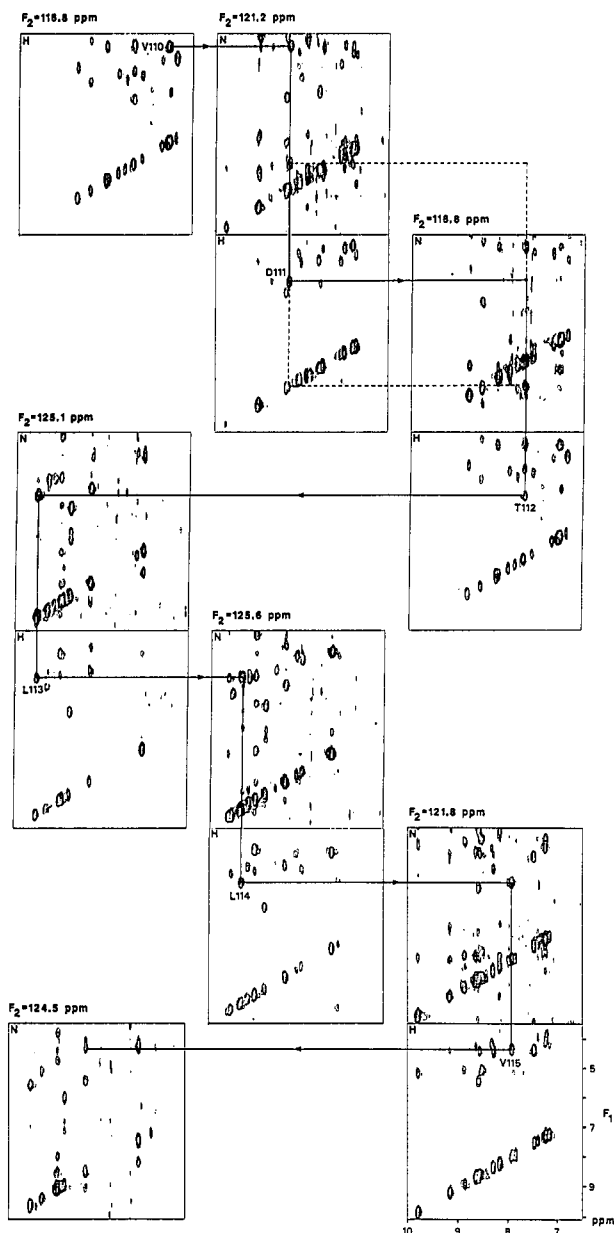 F2=118.8 ppm
F2=121.2 ppm
H
V110
N
H
D111
F2=118.8 ppm
N
F2=125.1 ppm
N
H
T112
H
L113
F2=125.6 ppm
N
H
L114
F2=121.8 ppm
N
F2=124.5 ppm
N
H
V115
5
F1
7
9
ppm
10
9
8
7